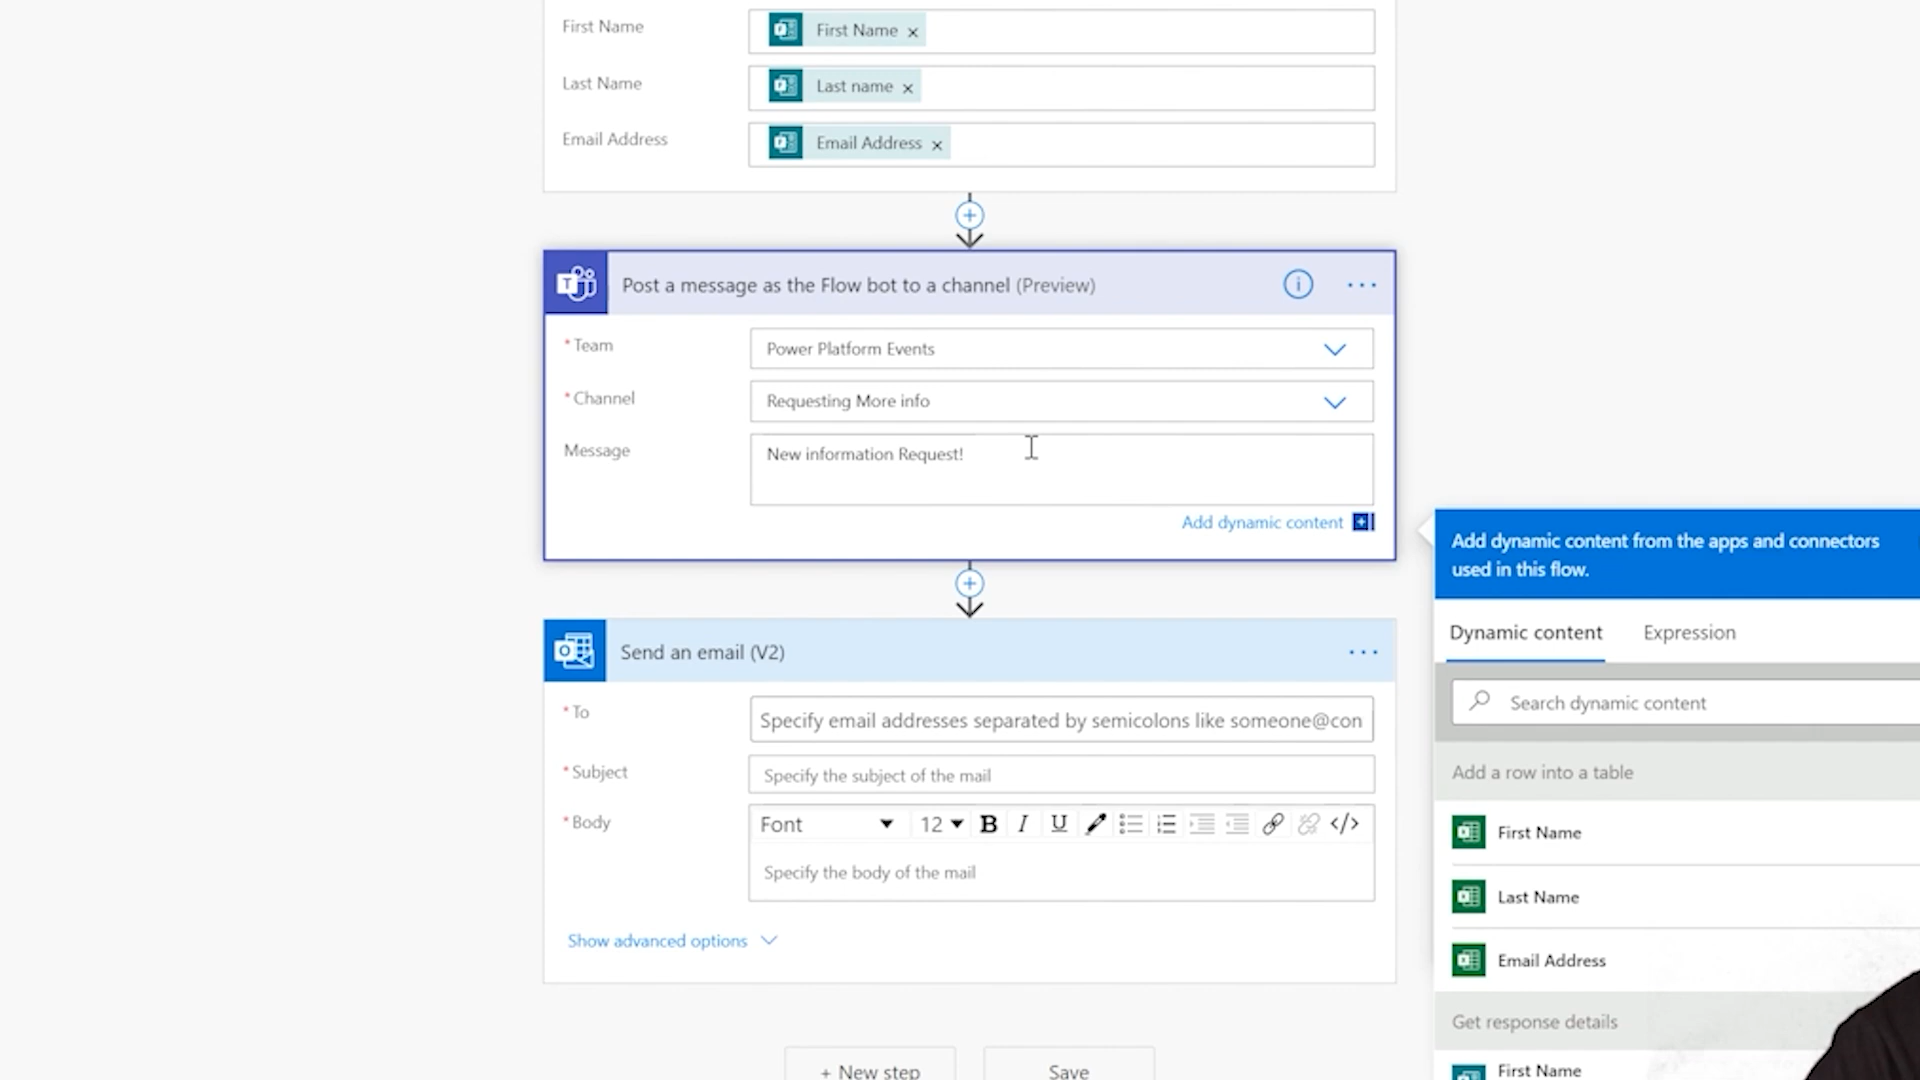 First Name
First Name ×
Last Name
Last name ×
Email Address
Email Address ×
Post a message as the Flow bot to a channel (Preview)
* Team
Power Platform Events
* Channel
Requesting More info
Message
New information Request!
Add dynamic content
Add dynamic content from the apps and connectors
used in this flow.
Dynamic content
Expression
Search dynamic content
Add a row into a table
First Name
Last Name
Email Address
Get response details
First Name
Send an email (V2)
* To
Specify email addresses separated by semicolons like someone@con
* Subject
Specify the subject of the mail
* Body
Font
12
B I U </>
Specify the body of the mail
Show advanced options
+ New step
Save